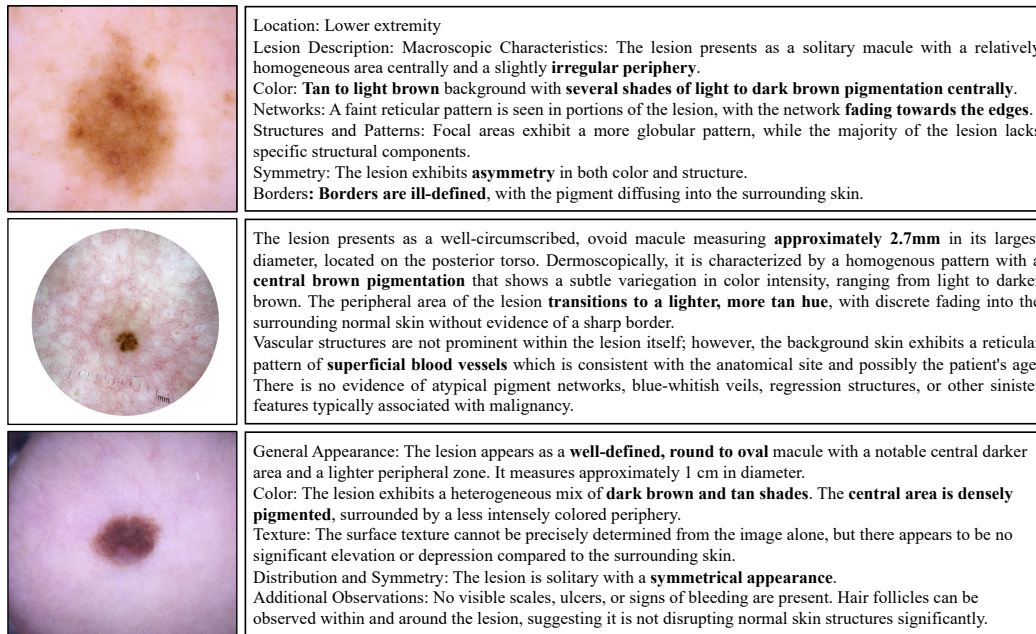 Location: Lower extremity
Lesion Description: Macroscopic Characteristics: The lesion presents as a solitary macule with a relatively
homogeneous area centrally and a slightly irregular periphery.
Color: Tan to light brown background with several shades of light to dark brown pigmentation centrally.
Networks: A faint reticular pattern is seen in portions of the lesion, with the network fading towards the edges.
Structures and Patterns: Focal areas exhibit a more globular pattern, while the majority of the lesion lacks
specific structural components.
Symmetry: The lesion exhibits asymmetry in both color and structure.
Borders: Borders are ill-defined, with the pigment diffusing into the surrounding skin.
The lesion presents as a well-circumscribed, ovoid macule measuring approximately 2.7mm in its larges
diameter, located on the posterior torso. Dermoscopically, it is characterized by a homogenous pattern with a
central brown pigmentation that shows a subtle variegation in color intensity, ranging from light to darke
brown. The peripheral area of the lesion transitions to a lighter, more tan hue, with discrete fading into the
surrounding normal skin without evidence of a sharp border.
Vascular structures are not prominent within the lesion itself; however, the background skin exhibits a reticular
pattern of superficial blood vessels which is consistent with the anatomical site and possibly the patient's age
There is no evidence of atypical pigment networks, blue-whitish veils, regression structures, or other siniste
features typically associated with malignancy.
mm
General Appearance: The lesion appears as a well-defined, round to oval macule with a notable central darker
area and a lighter peripheral zone. It measures approximately 1 cm in diameter.
Color: The lesion exhibits a heterogeneous mix of dark brown and tan shades. The central area is densely
pigmented, surrounded by a less intensely colored periphery.
Texture: The surface texture cannot be precisely determined from the image alone, but there appears to be no
significant elevation or depression compared to the surrounding skin.
Distribution and Symmetry: The lesion is solitary with a symmetrical appearance.
Additional Observations: No visible scales, ulcers, or signs of bleeding are present. Hair follicles can be
observed within and around the lesion, suggesting it is not disrupting normal skin structures significantly.